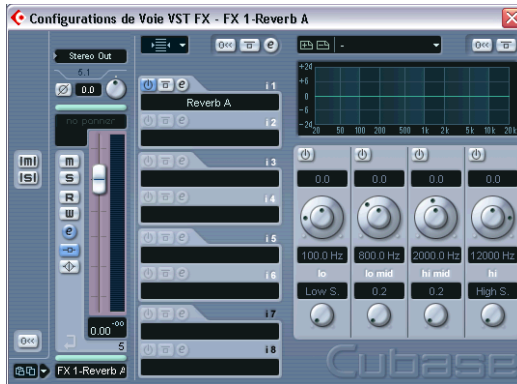 Configurations de Voie VST FX - FX 1-Reverb A
Stereo Out
5.1
0.0
no panner
m
S
R
W
e
0.00
-oo
5
FX 1-Reverb A
e
e i1
Reverb A
e i2
e i3
e i4
e i5
e i6
e i7
e i8
-
+24
+6
0
-6
-24
20 50 100 200 500 1k 2k 5k 10k 20k
0.0 0.0 0.0 0.0
100.0 Hz 800.0 Hz 2000.0 Hz 12000 Hz
lo lo mid hi mid hi
Low S. 0.2 0.2 High S.
Cubase